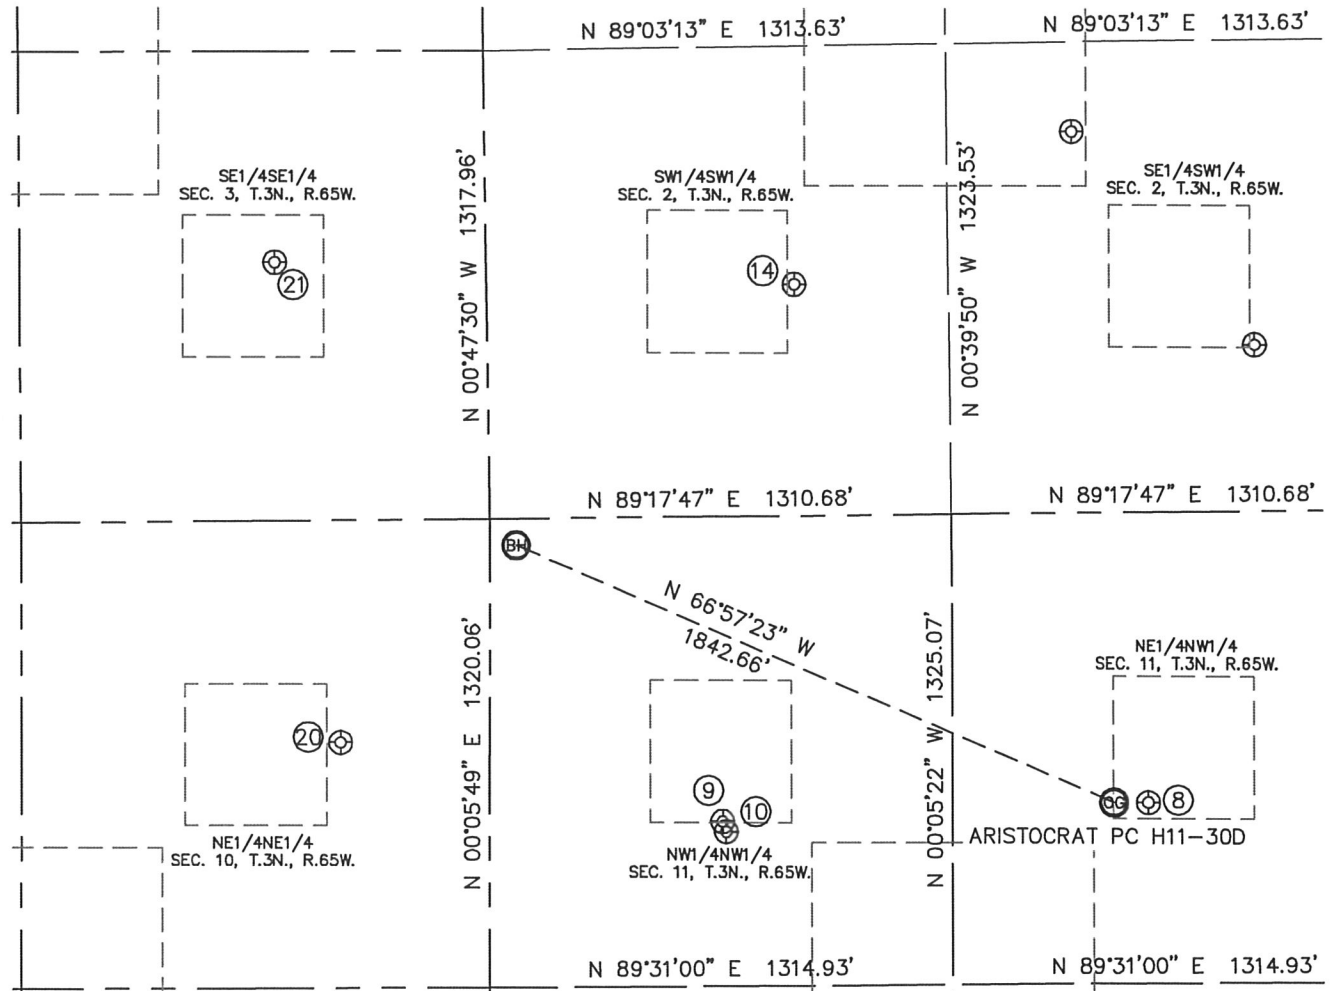 N 89°03'13" E 1313.63'
N 89°03'13" E 1313.63'
SE1/4SE1/4
SEC. 3, T.3N., R.65W.
21
N 00°47'30" W 1317.96'
SW1/4SW1/4
SEC. 2, T.3N., R.65W.
14
N 00°39'50" W 1323.53'
SE1/4SW1/4
SEC. 2, T.3N., R.65W.
N 89°17'47" E 1310.68'
N 89°17'47" E 1310.68'
BH
N 66°57'23" W
1842.66'
NE1/4NW1/4
SEC. 11, T.3N., R.65W.
20
NE1/4NE1/4
SEC. 10, T.3N., R.65W.
N 00°05'49" E 1320.06'
9
10
NW1/4NW1/4
SEC. 11, T.3N., R.65W.
N 00°05'22" W 1325.07'
OG
8
ARISTOCRAT PC H11-30D
N 89°31'00" E 1314.93'
N 89°31'00" E 1314.93'